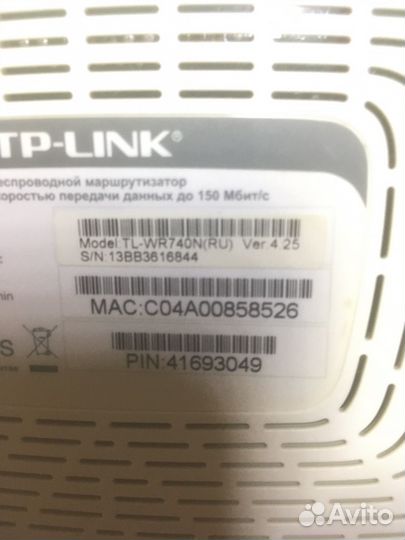 TP-LINK®
еспроводной маршрутизатор
коростью передачи данных до 150 Мбит/с
Model:TL-WR740N(RU) Ver 4.25
S/N:13BB3616844
MAC:C04A00858526
PIN:41693049
Avito